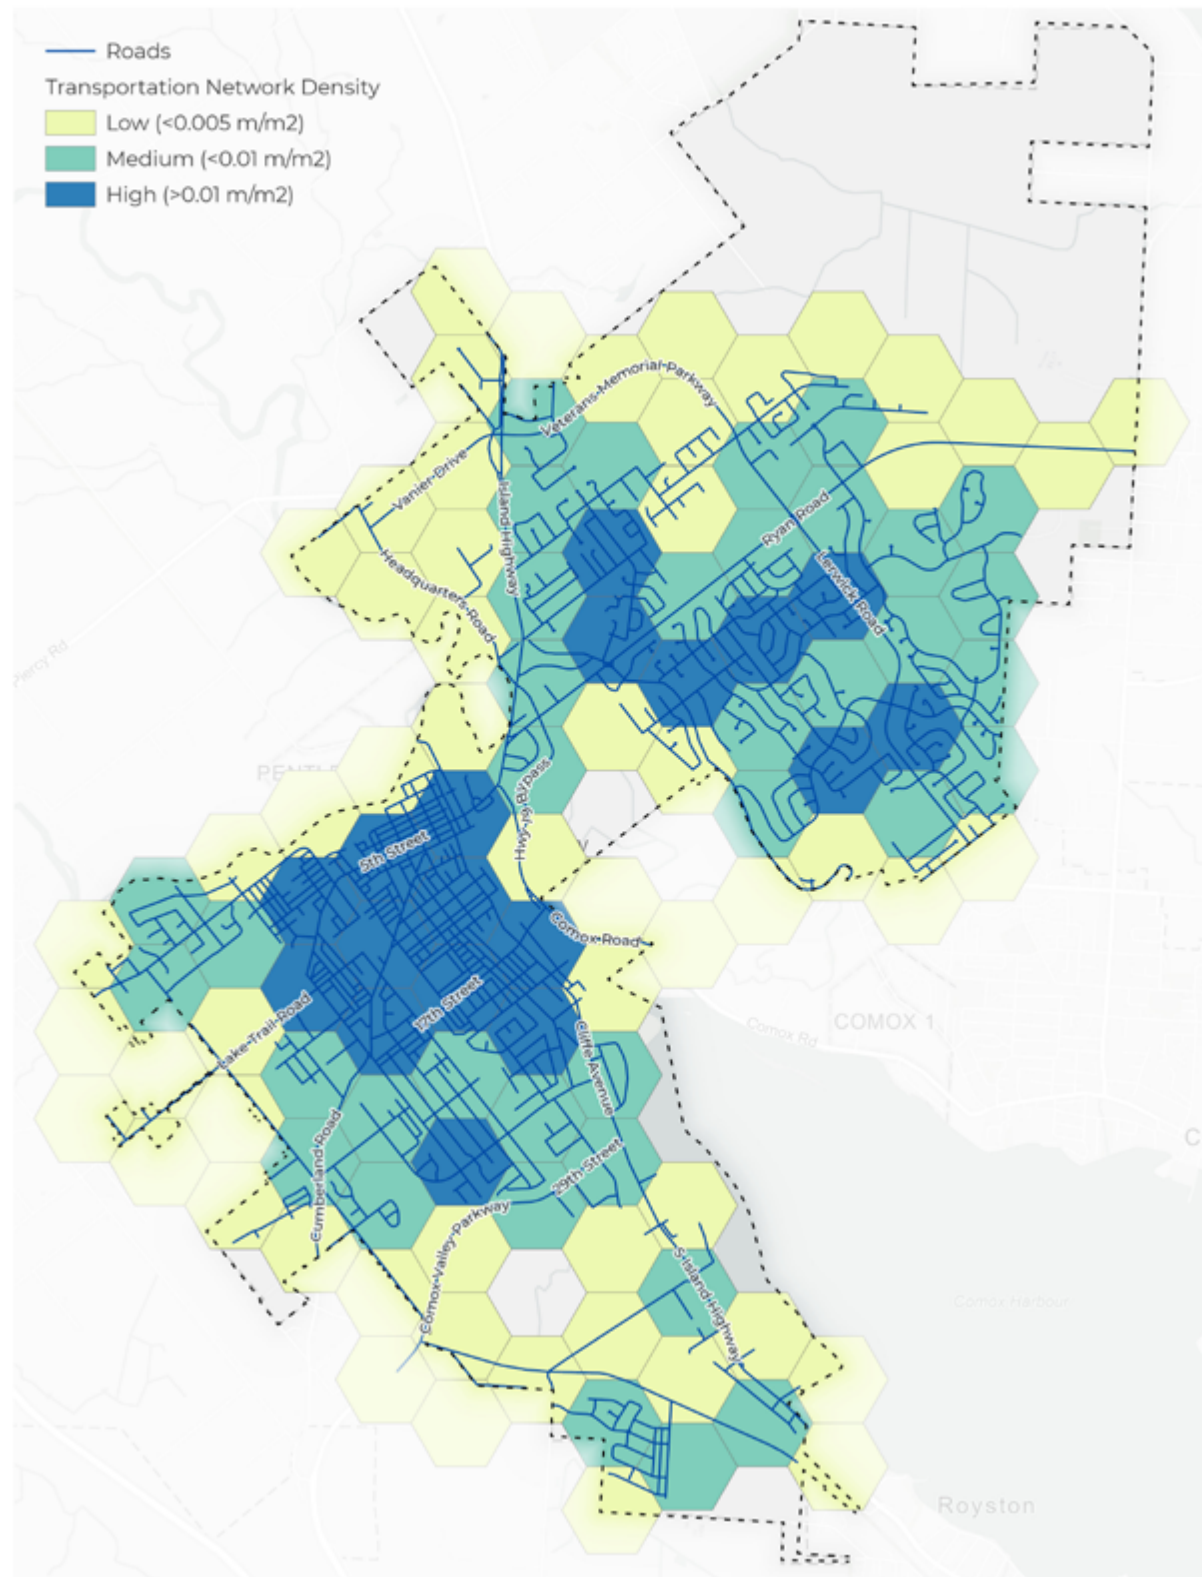 Roads
Transportation Network Density
Low (<0.005 m/m2)
Medium (<0.01 m/m2)
High (>0.01 m/m2)
Veterans-Memorial-Parkway
Vanier-Drive
Island-Highway
Ryan Road
Headquarters-Road
Lerwick Road
Piercy Rd
Hwy-19-Bypass
5th Street
Comox-Road
17th Street
Lake-Trail-Road
Cliffe-Avenue
Comox Rd
COMOX 1
Cumberland-Road
29th Street
Comox-Valley-Parkway
S-Island-Highway
Comox Harbour
Royston